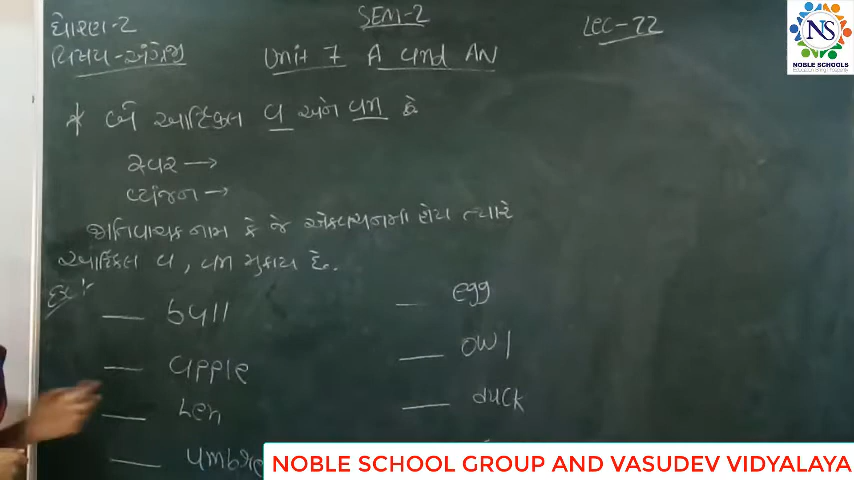 ધોરણ-2
SEM-2
Lec-22
વિષય-અંગ્રેજી
Unit 7 A and AN
NS
NOBLE SCHOOLS
* બે આર્ટિકલ a અને an છે
સ્વર →
વ્યંજન →
જાતિવાચક નામ કે જે એકવચનમાં હોય ત્યારે
આર્ટિકલ a, an મુકાય છે.
___ ball
___ egg
___ apple
___ owl
___ hen
___ duck
___
NOBLE SCHOOL GROUP AND VASUDEV VIDYALAYA